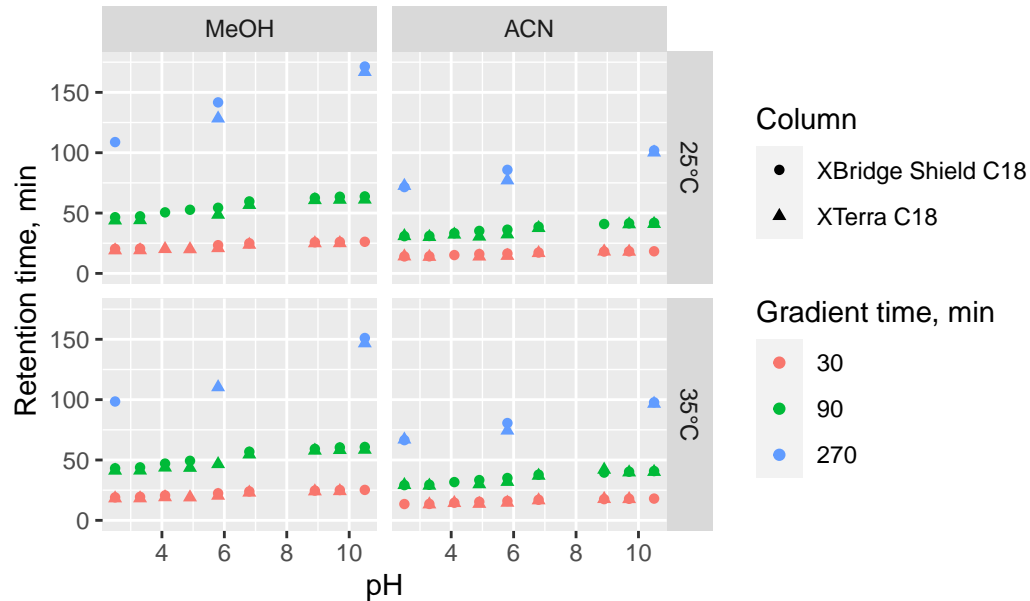 MeOH
ACN
Retention time, min
150
100
50
0
25°C
150
100
50
0
35°C
4
6
8
10
4
6
8
10
pH
Column
XBridge Shield C18
XTerra C18
Gradient time, min
30
90
270